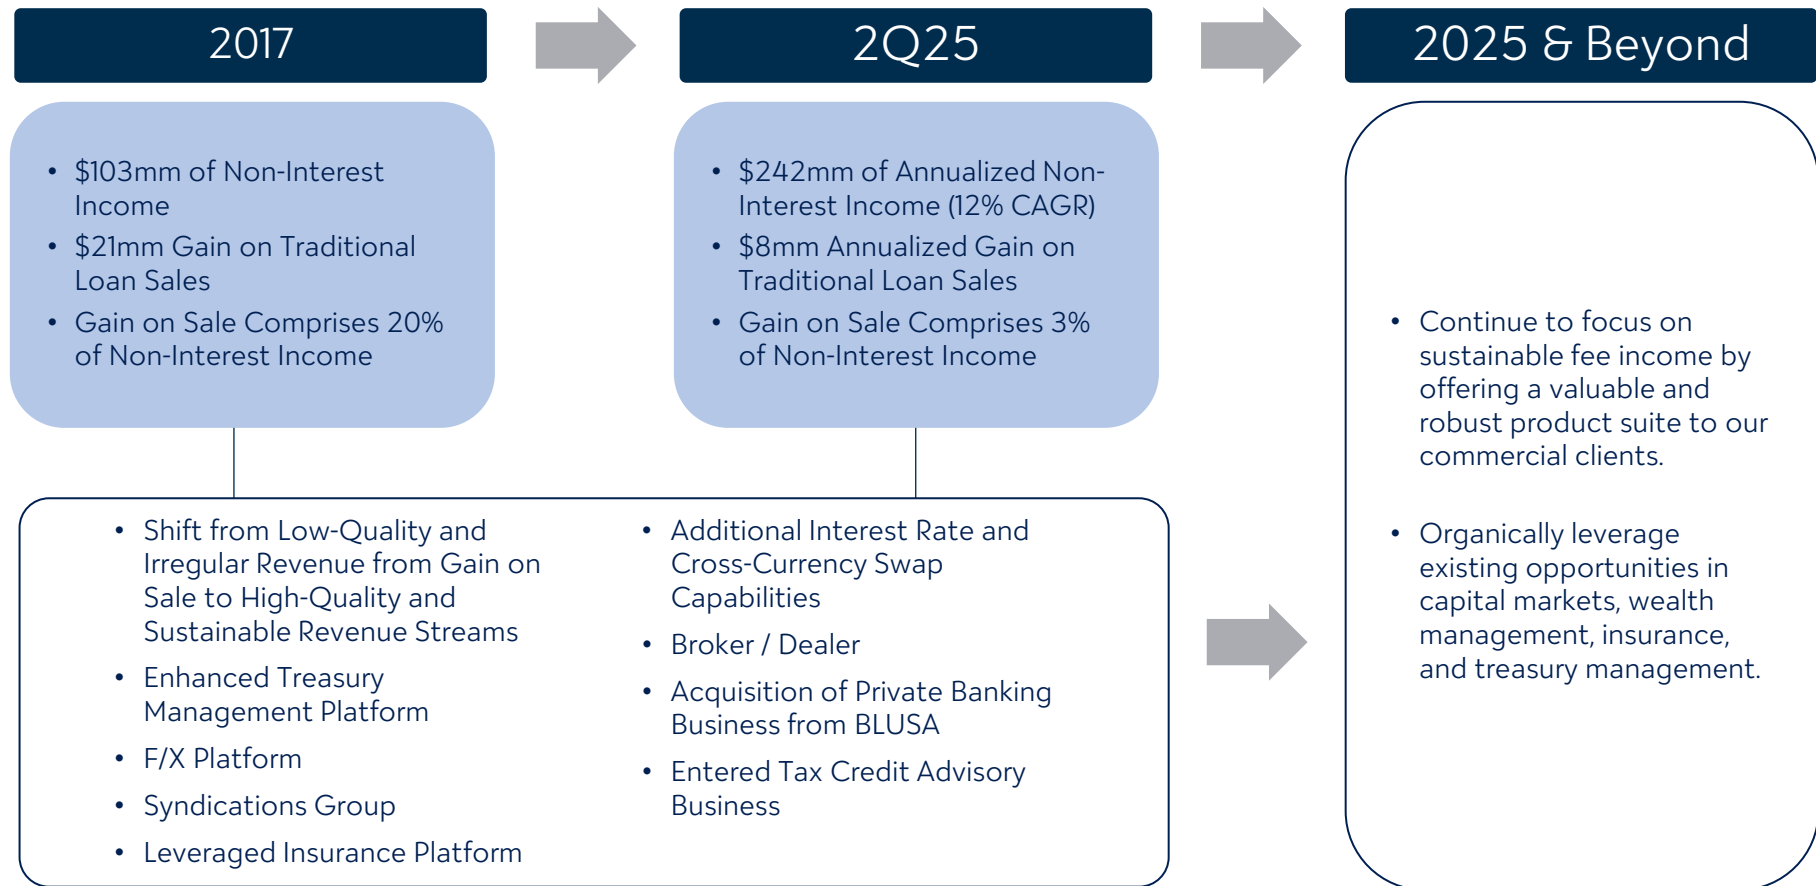 2017
2Q25
2025 & Beyond
• $103mm of Non-Interest
Income
• $21mm Gain on Traditional
Loan Sales
• Gain on Sale Comprises 20%
of Non-Interest Income
• $242mm of Annualized Non-
Interest Income (12% CAGR)
• $8mm Annualized Gain on
Traditional Loan Sales
• Gain on Sale Comprises 3%
of Non-Interest Income
• Shift from Low-Quality and
Irregular Revenue from Gain on
Sale to High-Quality and
Sustainable Revenue Streams
• Enhanced Treasury
Management Platform
• F/X Platform
• Syndications Group
• Leveraged Insurance Platform
• Additional Interest Rate and
Cross-Currency Swap
Capabilities
• Broker / Dealer
• Acquisition of Private Banking
Business from BLUSA
• Entered Tax Credit Advisory
Business
• Continue to focus on
sustainable fee income by
offering a valuable and
robust product suite to our
commercial clients.
• Organically leverage
existing opportunities in
capital markets, wealth
management, insurance,
and treasury management.